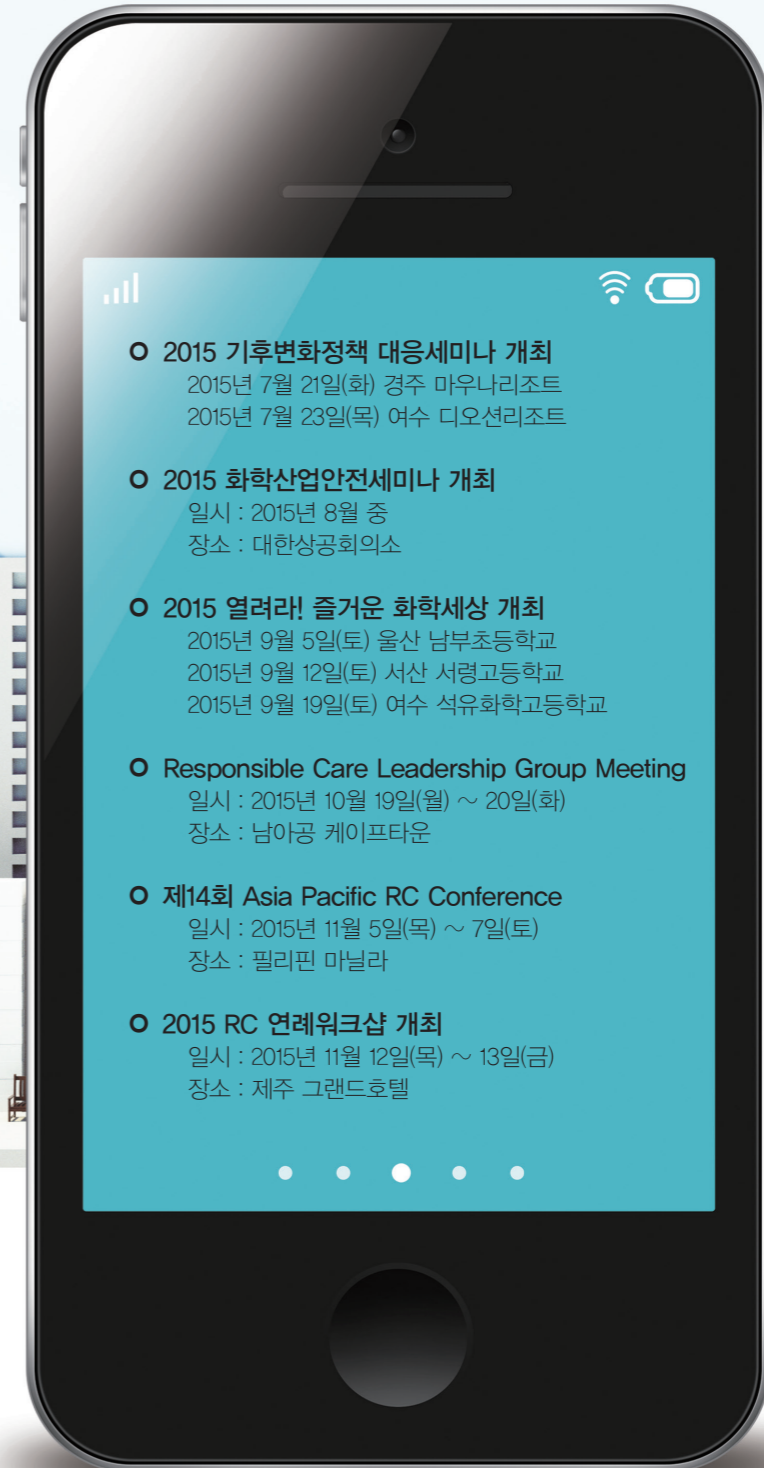 O 2015 기후변화정책 대응세미나 개최
2015년 7월 21일(화) 경주 마우나리조트
2015년 7월 23일(목) 여수 디오션리조트
O 2015 화학산업안전세미나 개최
일시 : 2015년 8월 중
장소 : 대한상공회의소
O 2015 열려라! 즐거운 화학세상 개최
2015년 9월 5일(토) 울산 남부초등학교
2015년 9월 12일(토) 서산 서령고등학교
2015년 9월 19일(토) 여수 석유화학고등학교
O Responsible Care Leadership Group Meeting
일시 : 2015년 10월 19일(월) ~ 20일(화)
장소 : 남아공 케이프타운
O 제14회 Asia Pacific RC Conference
일시 : 2015년 11월 5일(목) ~ 7일(토)
장소 : 필리핀 마닐라
O 2015 RC 연례워크샵 개최
일시 : 2015년 11월 12일(목) ~ 13일(금)
장소 : 제주 그랜드호텔